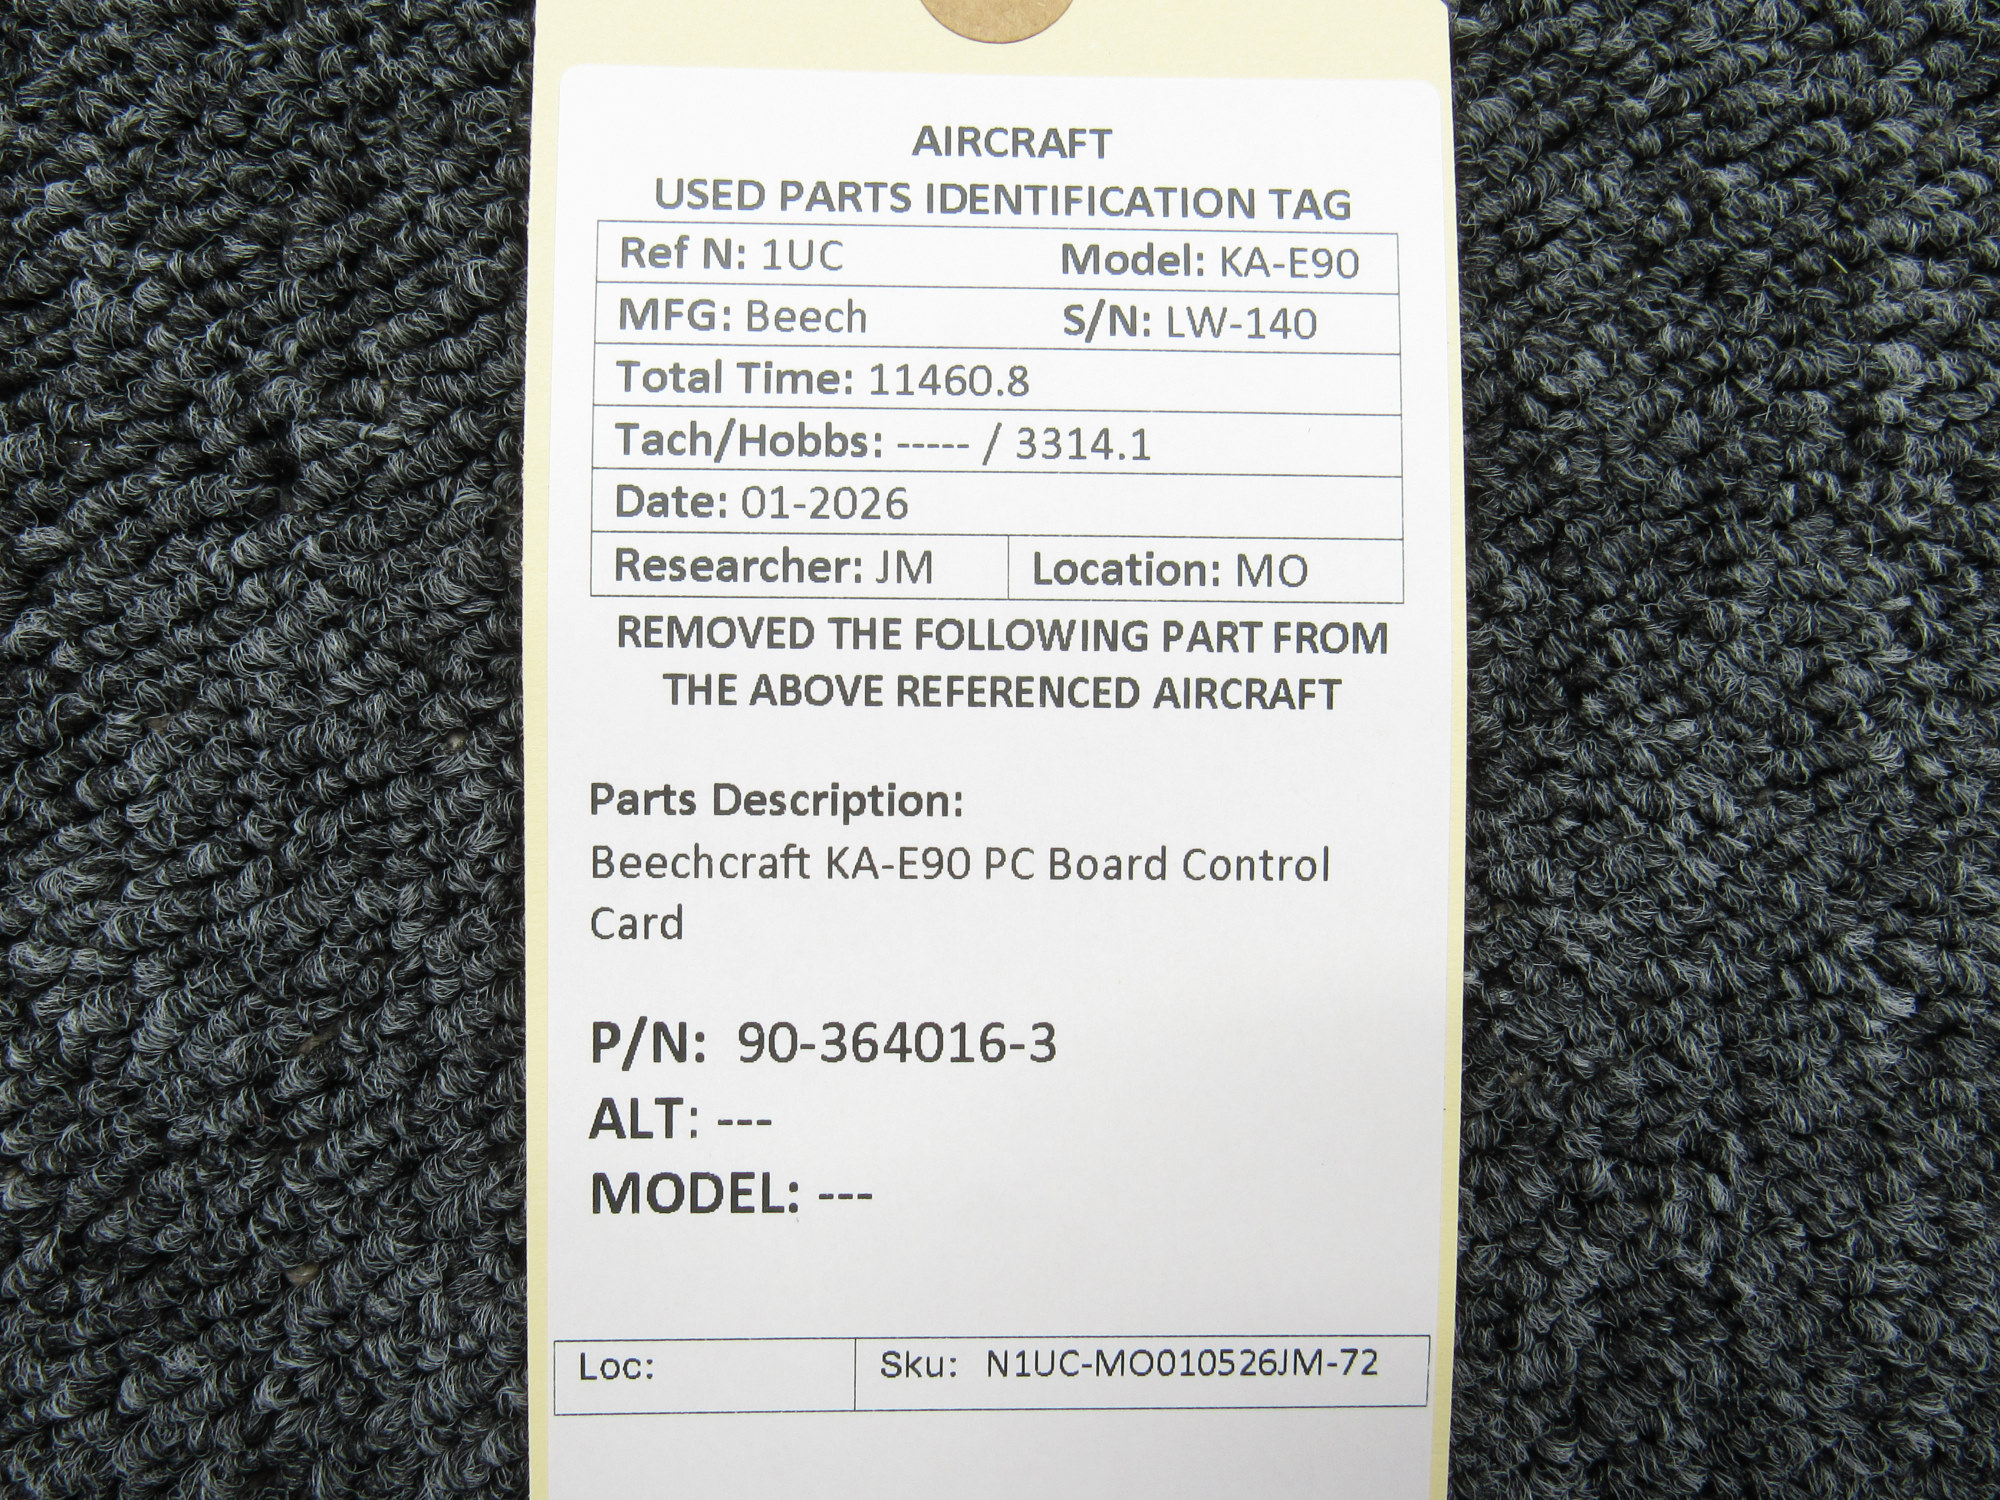 AIRCRAFT
USED PARTS IDENTIFICATION TAG
Ref N: 1UC Model: KA-E90
MFG: Beech S/N: LW-140
Total Time: 11460.8
Tach/Hobbs: ----- / 3314.1
Date: 01-2026
Researcher: JM Location: MO
REMOVED THE FOLLOWING PART FROM
THE ABOVE REFERENCED AIRCRAFT
Parts Description:
Beechcraft KA-E90 PC Board Control
Card
P/N: 90-364016-3
ALT: ---
MODEL: ---
Loc: Sku: N1UC-MO010526JM-72